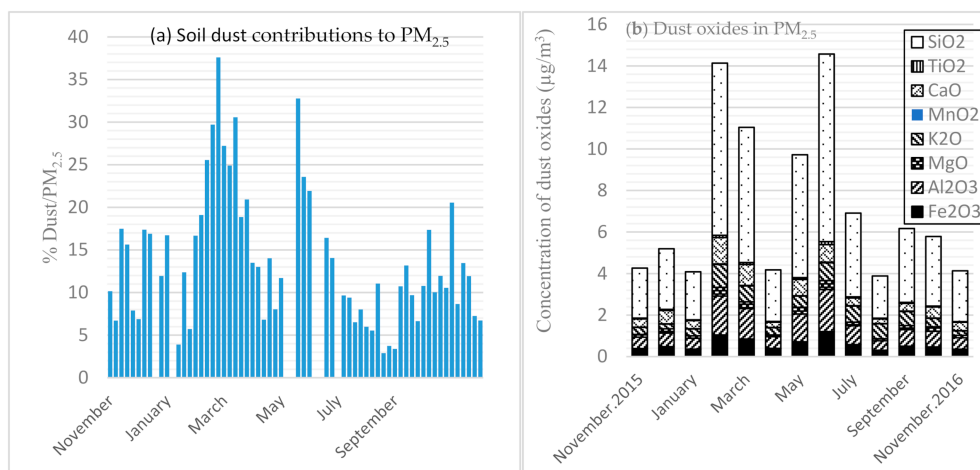 (a) Soil dust contributions to PM2.5
% Dust/PM2.5
40
35
30
25
20
15
10
5
0
November
January
March
May
July
September
(b) Dust oxides in PM2.5
Concentration of dust oxides (µg/m³)
16
14
12
10
8
6
4
2
0
November.2015
January
March
May
July
September
November.2016
SiO2
TiO2
CaO
MnO2
K2O
MgO
Al2O3
Fe2O3